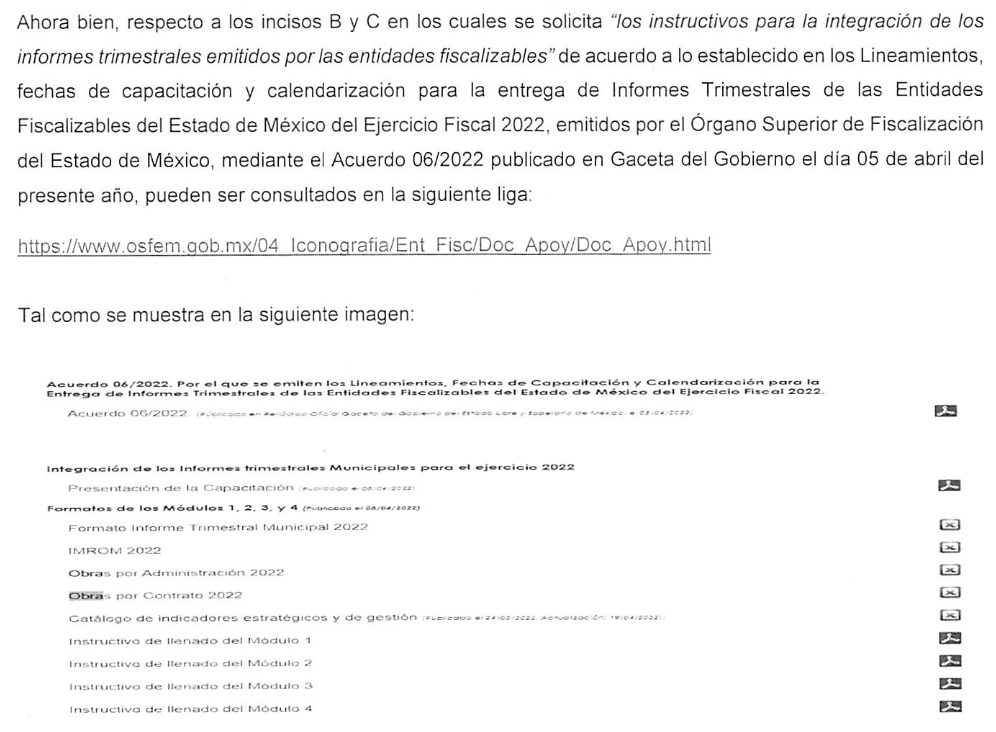 Ahora bien, respecto a los incisos B y C en los cuales se solicita “los instructivos para la integración de los
informes trimestrales emitidos por las entidades fiscalizables” de acuerdo a lo establecido en los Lineamientos,
fechas de capacitación y calendarización para la entrega de Informes Trimestrales de las Entidades
Fiscalizables del Estado de México del Ejercicio Fiscal 2022, emitidos por el Órgano Superior de Fiscalización
del Estado de México, mediante el Acuerdo 06/2022 publicado en Gaceta del Gobierno el día 05 de abril del
presente año, pueden ser consultados en la siguiente liga:
https://www.osfem.gob.mx/04_Iconografia/Ent_Fisc/Doc_Apoy/Doc_Apoy.html
Tal como se muestra en la siguiente imagen:
Acuerdo 06/2022. Por el que se emiten los Lineamientos, Fechas de Capacitación y Calendarización para la
Entrega de Informes Trimestrales de las Entidades Fiscalizables del Estado de México del Ejercicio Fiscal 2022.
Acuerdo 06/2022 (Publicado en Periódico Oficial Gaceta del Gobierno del Estado Libre y Soberano de México, el 05/04/2022)
Integración de los Informes trimestrales Municipales para el ejercicio 2022
Presentación de la Capacitación (Publicado el 08/04/2022)
Formatos de los Módulos 1, 2, 3, y 4 (Publicado el 08/04/2022)
Formato Informe Trimestral Municipal 2022
IMROM 2022
Obras por Administración 2022
Obras por Contrato 2022
Catálogo de indicadores estratégicos y de gestión (Publicado el 24/02/2022. Actualización: 19/04/2022)
Instructivo de llenado del Módulo 1
Instructivo de llenado del Módulo 2
Instructivo de llenado del Módulo 3
Instructivo de llenado del Módulo 4